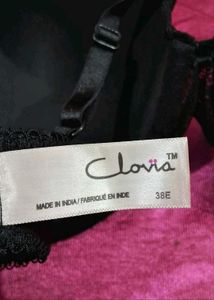 Clovia™
MADE IN INDIA / FABRIQUÉ EN INDE
38E